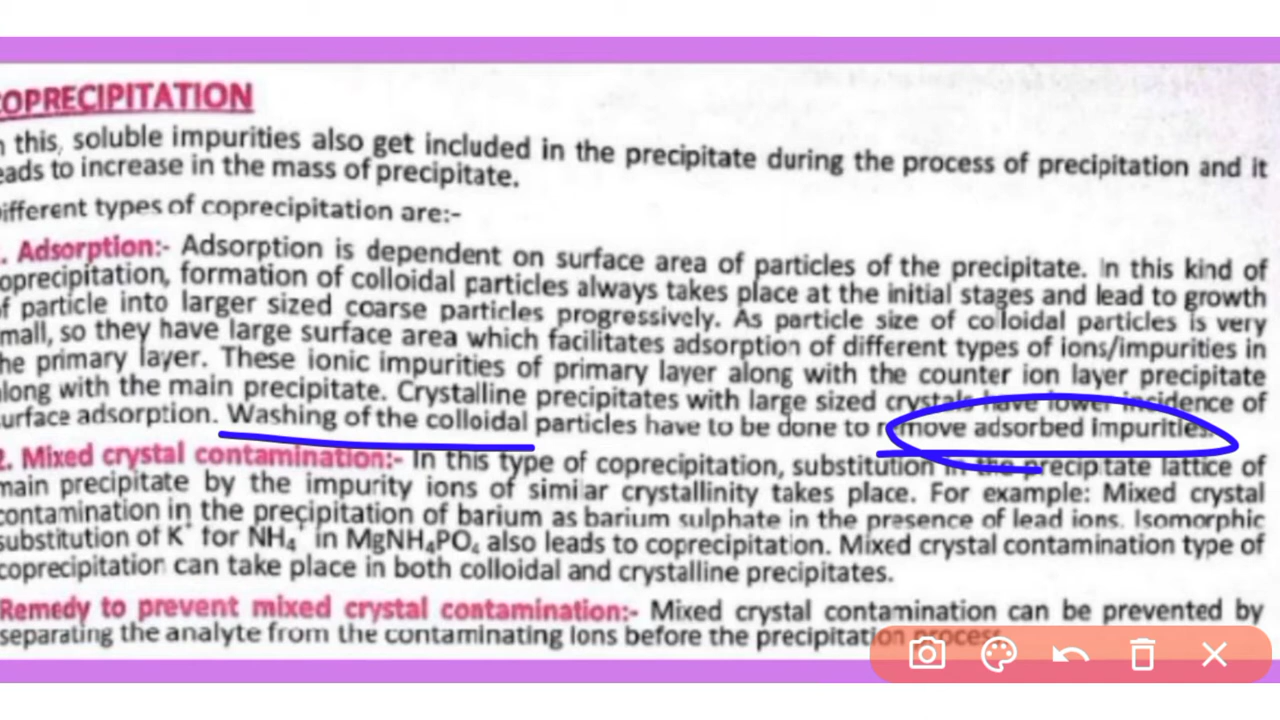 COPRECIPITATION
n this, soluble impurities also get included in the precipitate during the process of precipitation and it
eads to increase in the mass of precipitate.
ifferent types of coprecipitation are:-
. Adsorption:- Adsorption is dependent on surface area of particles of the precipitate. In this kind of
oprecipitation, formation of colloidal particles always takes place at the initial stages and lead to growth
f particle into larger sized coarse particles progressively. As particle size of colloidal particles is very
mall, so they have large surface area which facilitates adsorption of different types of ions/impurities in
he primary layer. These ionic impurities of primary layer along with the counter ion layer precipitate
long with the main precipitate. Crystalline precipitates with large sized crystals have lower incidence of
urface adsorption. Washing of the colloidal particles have to be done to remove adsorbed impurities.
2. Mixed crystal contamination:- In this type of coprecipitation, substitution in the precipitate lattice of
main precipitate by the impurity ions of similar crystallinity takes place. For example: Mixed crystal
contamination in the precipitation of barium as barium sulphate in the presence of lead ions. Isomorphic
substitution of K⁺ for NH₄⁺ in MgNH₄PO₄ also leads to coprecipitation. Mixed crystal contamination type of
coprecipitation can take place in both colloidal and crystalline precipitates.
Remedy to prevent mixed crystal contamination:- Mixed crystal contamination can be prevented by
separating the analyte from the contaminating Ions before the precipitation process.